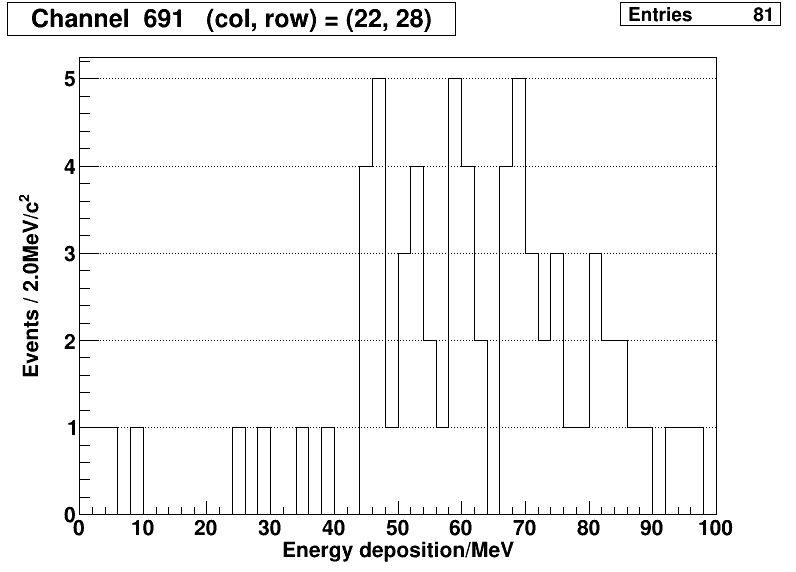 Channel 691 (col, row) = (22, 28)
Entries 81
5
4
3
2
1
0
Events / 2.0MeV/c²
0 10 20 30 40 50 60 70 80 90 100
Energy deposition/MeV